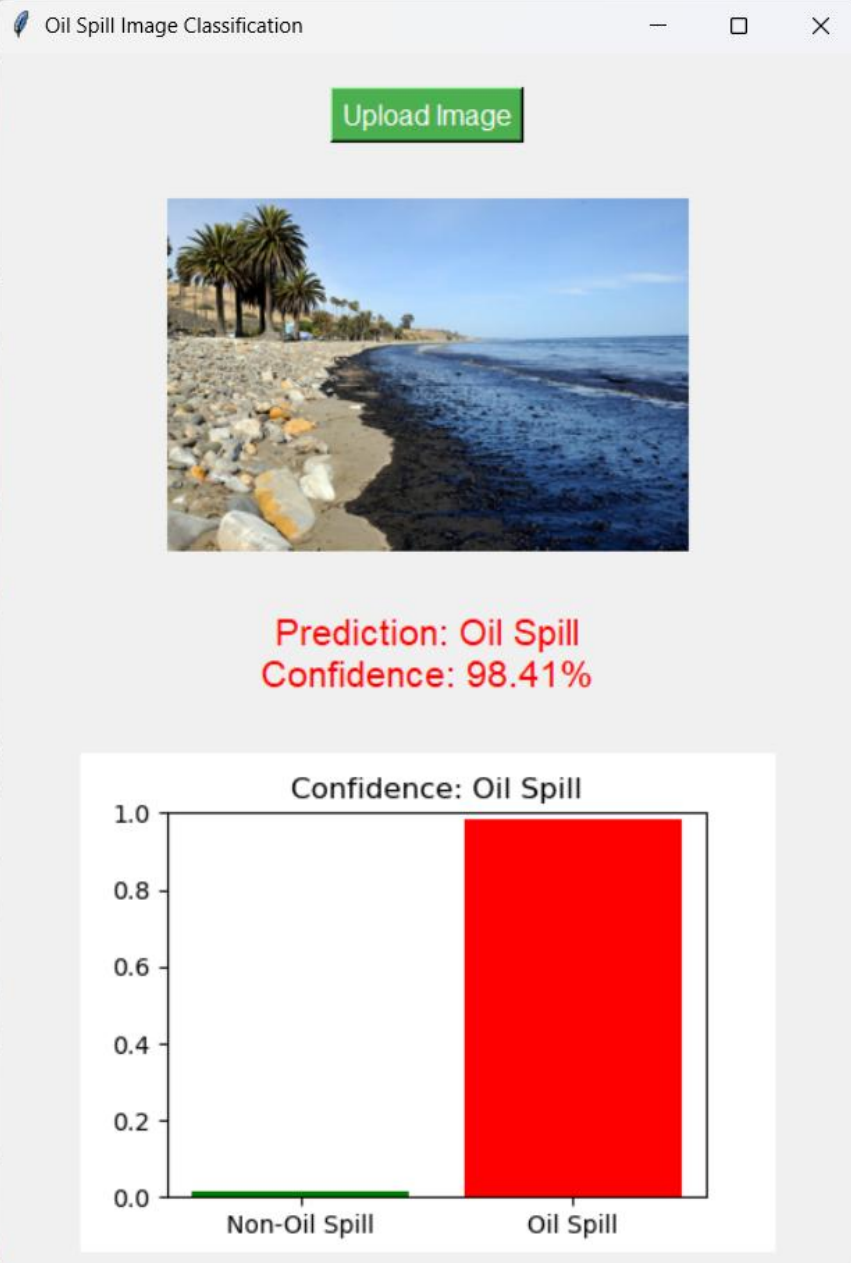 Oil Spill Image Classification
Upload Image
Prediction: Oil Spill
Confidence: 98.41%
Confidence: Oil Spill
1.0
0.8
0.6
0.4
0.2
0.0
Non-Oil Spill
Oil Spill